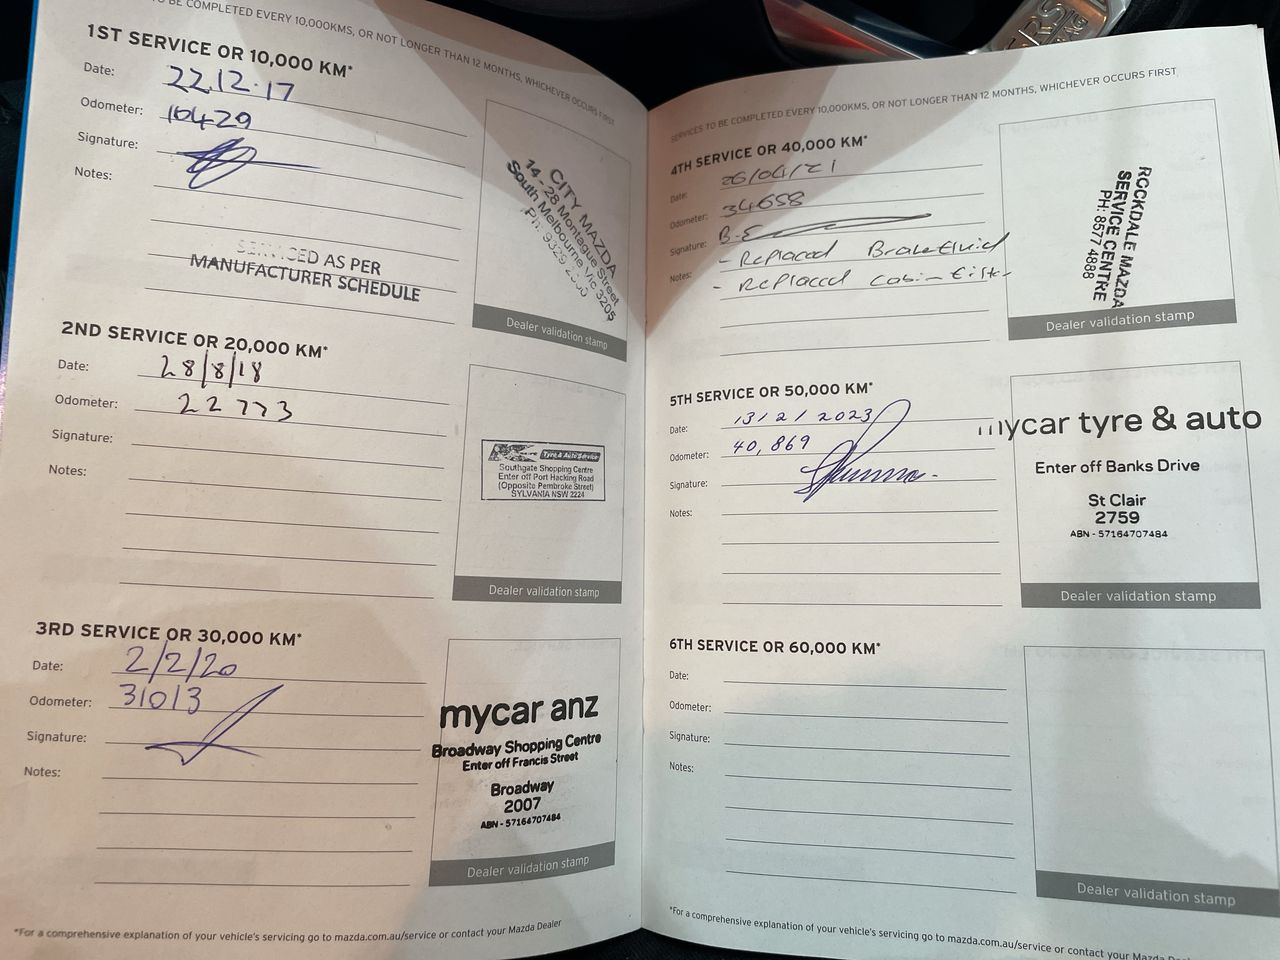 TO BE COMPLETED EVERY 10,000KMS, OR NOT LONGER THAN 12 MONTHS, WHICHEVER OCCURS FIRST
1ST SERVICE OR 10,000 KM*
Date: 22.12.17
Odometer: 10429
Signature:
Notes:
SERVICED AS PER
MANUFACTURER SCHEDULE
CITY MAZDA
14 - 28 Montague Street
South Melbourne Vic 3205
Ph: 9329
Dealer validation stamp
2ND SERVICE OR 20,000 KM*
Date: 28/8/18
Odometer: 22773
Signature:
Notes:
Tyre & Auto Service
Southgate Shopping Centre
Enter off Port Hacking Road
(Opposite Pembroke Street)
SYLVANIA NSW 2224
Dealer validation stamp
3RD SERVICE OR 30,000 KM*
Date: 2/2/20
Odometer: 31013
Signature:
Notes:
mycar anz
Broadway Shopping Centre
Enter off Francis Street
Broadway
2007
ABN - 57164707484
Dealer validation stamp
*For a comprehensive explanation of your vehicle's servicing go to mazda.com.au/service or contact your Mazda Dealer
SERVICES TO BE COMPLETED EVERY 10,000KMS, OR NOT LONGER THAN 12 MONTHS, WHICHEVER OCCURS FIRST
4TH SERVICE OR 40,000 KM*
Date: 26/04/21
Odometer: 34658
Signature: B-E
Notes: - Replaced Brake fluid
- Replaced cabin filter
ROCKDALE MAZDA
SERVICE CENTRE
PH: 8577 4888
Dealer validation stamp
5TH SERVICE OR 50,000 KM*
Date: 13/2/2023
Odometer: 40,869
Signature:
Notes:
mycar tyre & auto
Enter off Banks Drive
St Clair
2759
ABN - 57164707484
Dealer validation stamp
6TH SERVICE OR 60,000 KM*
Date:
Odometer:
Signature:
Notes:
Dealer validation stamp
*For a comprehensive explanation of your vehicle's servicing go to mazda.com.au/service or contact your Mazda